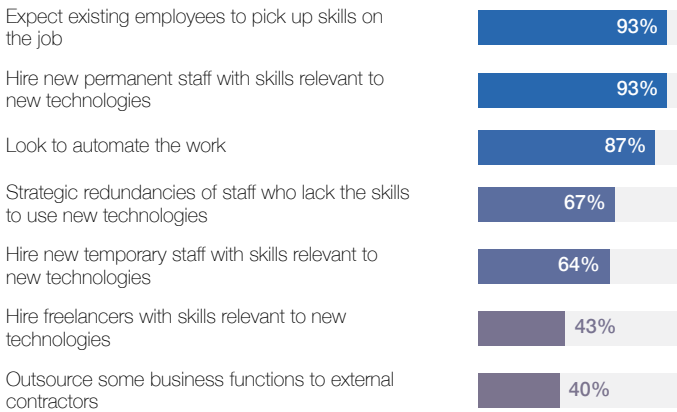 Expect existing employees to pick up skills on
the job
93%
Hire new permanent staff with skills relevant to
new technologies
93%
Look to automate the work
87%
Strategic redundancies of staff who lack the skills
to use new technologies
67%
Hire new temporary staff with skills relevant to
new technologies
64%
Hire freelancers with skills relevant to new
technologies
43%
Outsource some business functions to external
contractors
40%